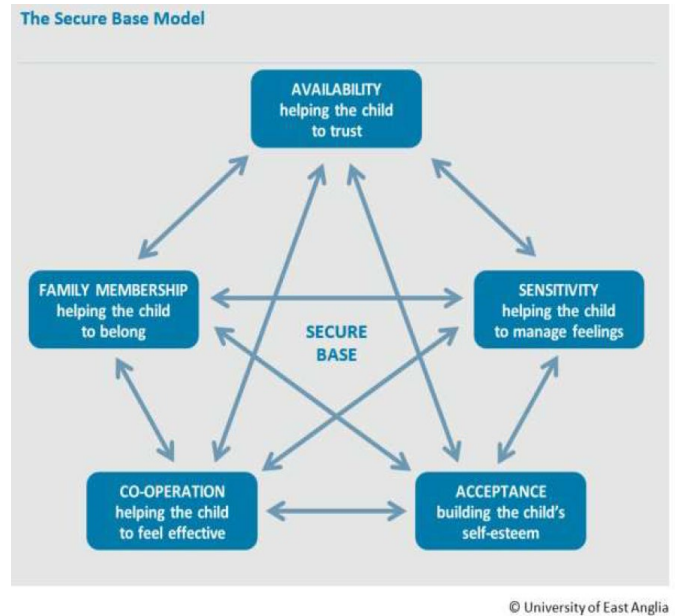 The Secure Base Model
AVAILABILITY
helping the child
to trust
FAMILY MEMBERSHIP
helping the child
to belong
SENSITIVITY
helping the child
to manage feelings
SECURE
BASE
CO-OPERATION
helping the child
to feel effective
ACCEPTANCE
building the child's
self-esteem
© University of East Anglia